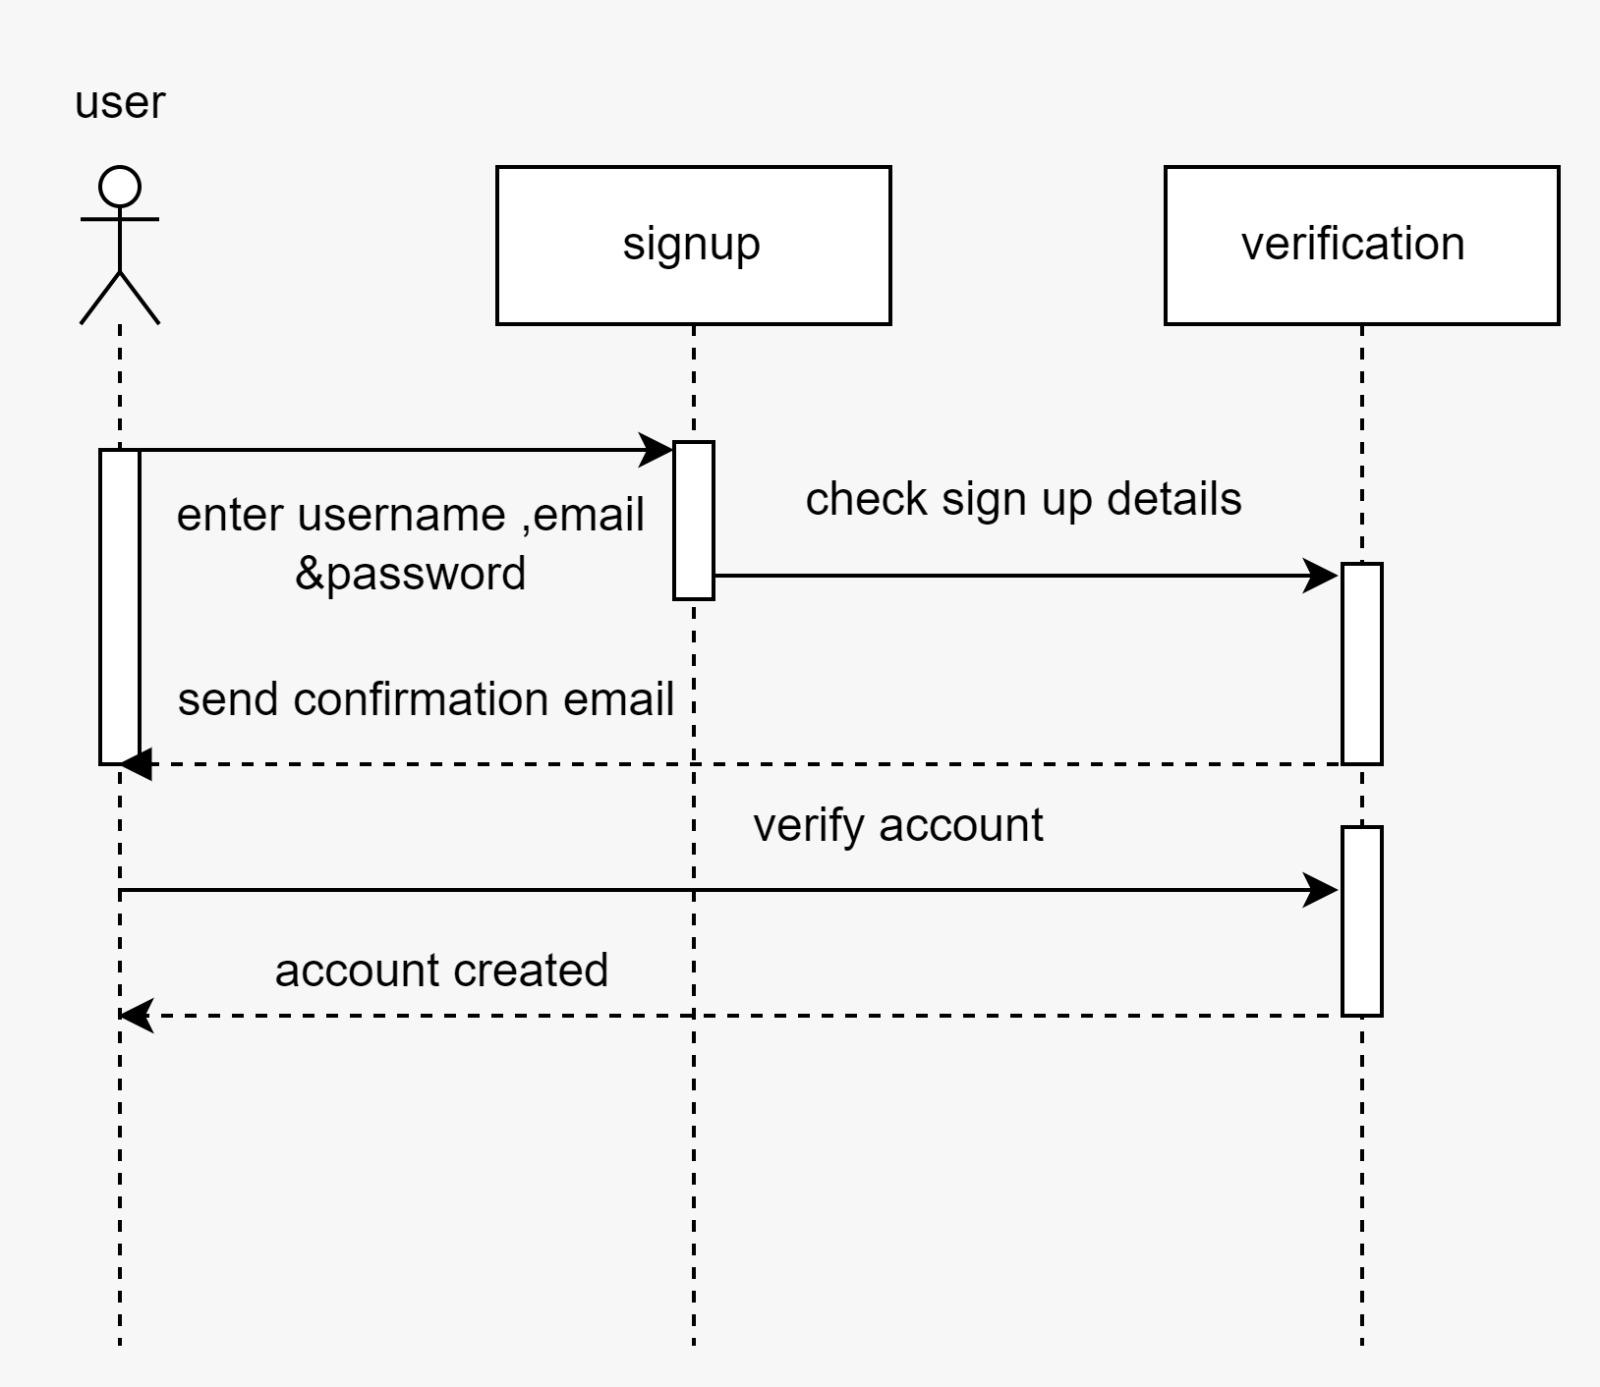 user
signup
verification
enter username ,email
&password
check sign up details
send confirmation email
verify account
account created